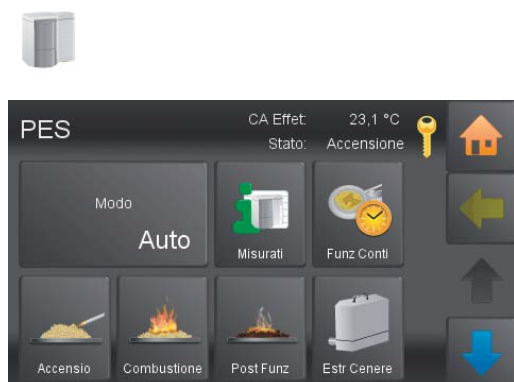 PES
CA Effet: 23,1 °C
Stato: Accensione
Modo
Auto
Misurati
Funz Conti
Accensio
Combustione
Post Funz
Estr Cenere